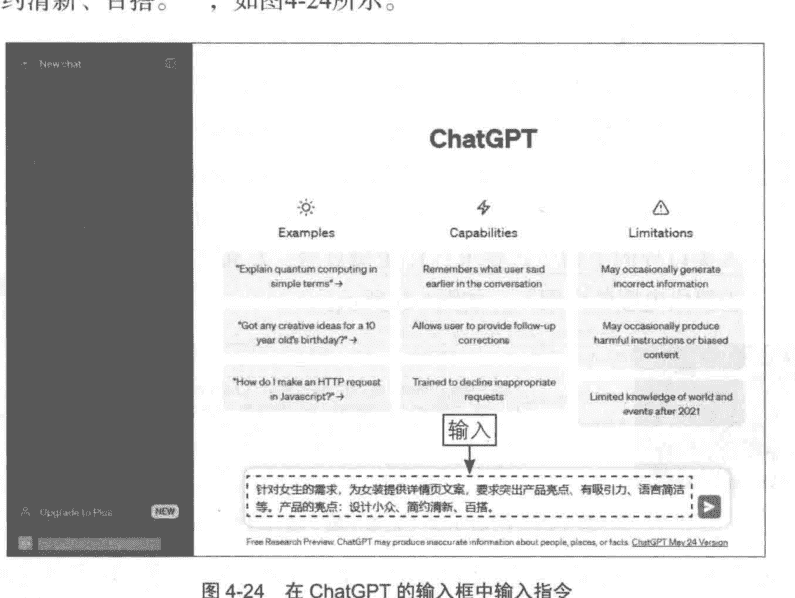 约清新、百搭。”，如图4-24所示。
New chat
ChatGPT
Examples
Capabilities
Limitations
"Explain quantum computing in
simple terms" →
Remembers what user said
earlier in the conversation
May occasionally generate
incorrect information
"Got any creative ideas for a 10
year old's birthday?" →
Allows user to provide follow-up
corrections
May occasionally produce
harmful instructions or biased
content
"How do I make an HTTP request
in Javascript?" →
Trained to decline inappropriate
requests
Limited knowledge of world and
events after 2021
输入
针对女生的需求，为女装提供详情页文案，要求突出产品亮点、有吸引力、语言简洁
等。产品的亮点：设计小众、简约清新、百搭。
Upgrade to Plus
NEW
Free Research Preview. ChatGPT may produce inaccurate information about people, places, or facts. ChatGPT May 24 Version
图 4-24 在 ChatGPT 的输入框中输入指令